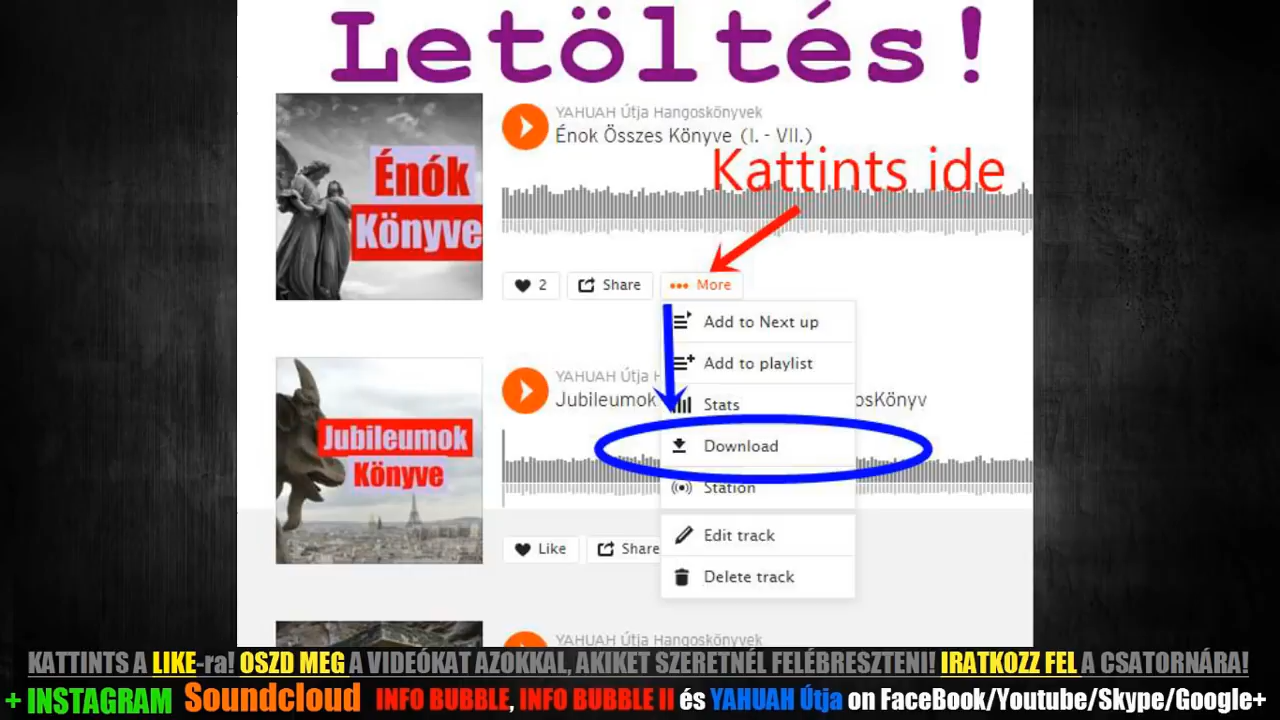 Letöltés!
Énók
Könyve
YAHUAH Útja Hangoskönyvek
Énok Összes Könyve (I. - VII.)
Kattints ide
2
Share
More
Add to Next up
Add to playlist
Stats
Download
Station
Edit track
Delete track
Jubileumok
Könyve
YAHUAH Útja H
Jubileumok
osKönyv
Like
Share
YAHUAH Útja Hangoskönyvek
KATTINTS A LIKE-ra! OSZD MEG A VIDEÓKAT AZOKKAL, AKIKET SZERETNÉL FELÉBRESZTENI! IRATKOZZ FEL A CSATORNÁRA!
+ INSTAGRAM Soundcloud INFO BUBBLE, INFO BUBBLE II és YAHUAH Útja on FaceBook/Youtube/Skype/Google+